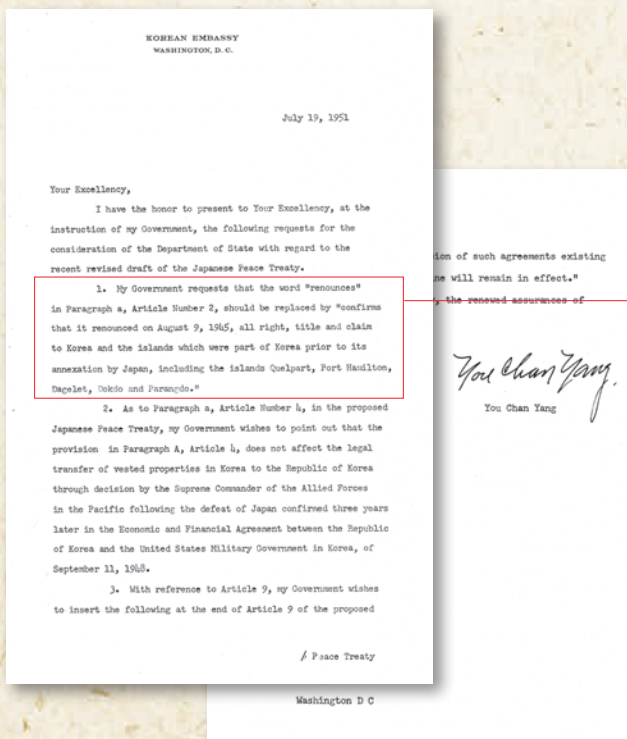 KOREAN EMBASSY
WASHINGTON, D. C.
July 19, 1951
Your Excellency,
I have the honor to present to Your Excellency, at the
instruction of my Government, the following requests for the
consideration of the Department of State with regard to the
recent revised draft of the Japanese Peace Treaty.
1. My Government requests that the word "renounces"
in Paragraph a, Article Number 2, should be replaced by "confirms
that it renounced on August 9, 1945, all right, title and claim
to Korea and the islands which were part of Korea prior to its
annexation by Japan, including the islands Quelpart, Port Hamilton,
Dagelet, Dokdo and Parangdo."
2. As to Paragraph a, Article Number 4, in the proposed
Japanese Peace Treaty, my Government wishes to point out that the
provision in Paragraph A, Article 4, does not affect the legal
transfer of vested properties in Korea to the Republic of Korea
through decision by the Supreme Commander of the Allied Forces
in the Pacific following the defeat of Japan confirmed three years
later in the Economic and Financial Agreement between the Republic
of Korea and the United States Military Government in Korea, of
September 11, 1948.
3. With reference to Article 9, my Government wishes
to insert the following at the end of Article 9 of the proposed
/ Peace Treaty
ion of such agreements existing
ne will remain in effect."
, the renewed assurances of
You Chan Yang.
You Chan Yang
Washington D C